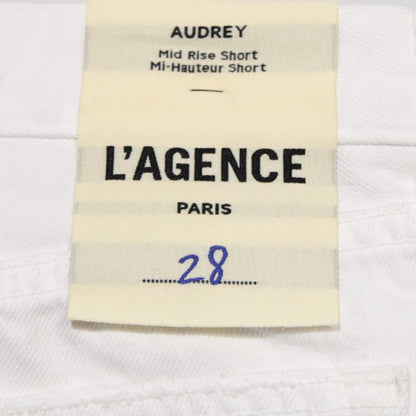 AUDREY
Mid Rise Short
Mi-Hauteur Short
L'AGENCE
PARIS
28